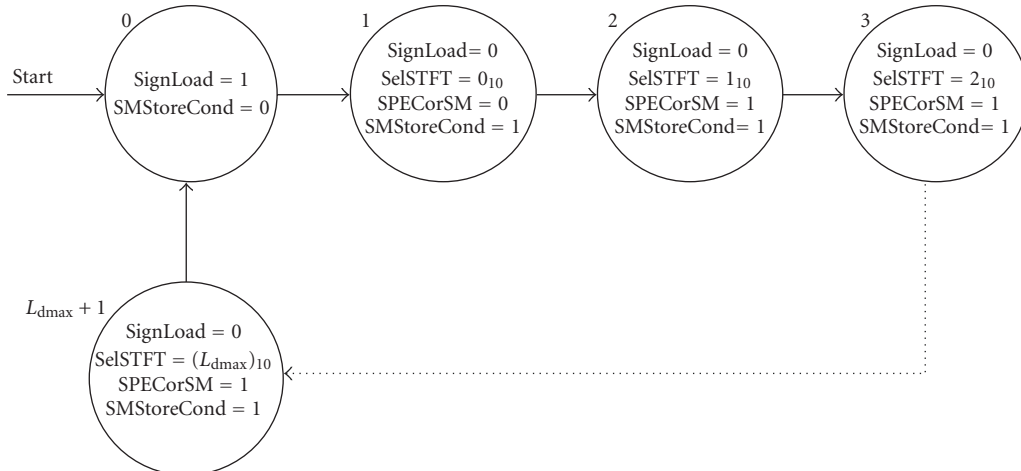 Start
0
SignLoad = 1
SMStoreCond = 0
1
SignLoad= 0
SelSTFT = 0₁₀
SPECorSM = 0
SMStoreCond = 1
2
SignLoad = 0
SelSTFT = 1₁₀
SPECorSM = 1
SMStoreCond= 1
3
SignLoad = 0
SelSTFT = 2₁₀
SPECorSM = 1
SMStoreCond = 1
L_dmax + 1
SignLoad = 0
SelSTFT = (L_dmax)₁₀
SPECorSM = 1
SMStoreCond = 1